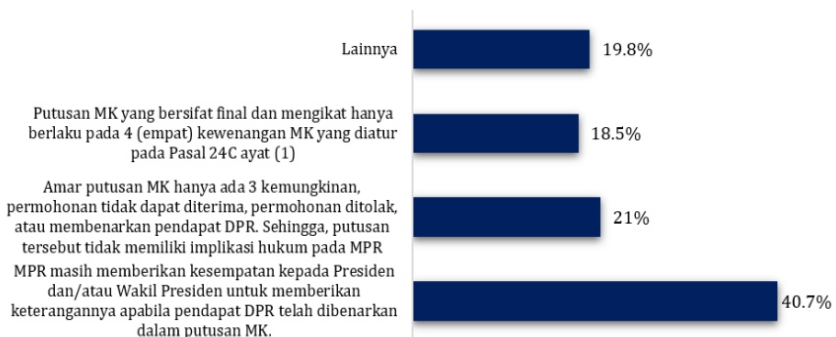 Lainnya
19.8%
Putusan MK yang bersifat final dan mengikat hanya
berlaku pada 4 (empat) kewenangan MK yang diatur
pada Pasal 24C ayat (1)
18.5%
Amar putusan MK hanya ada 3 kemungkinan,
permohonan tidak dapat diterima, permohonan ditolak,
atau membenarkan pendapat DPR. Sehingga, putusan
tersebut tidak memiliki implikasi hukum pada MPR
21%
MPR masih memberikan kesempatan kepada Presiden
dan/atau Wakil Presiden untuk memberikan
keterangannya apabila pendapat DPR telah dibenarkan
dalam putusan MK.
40.7%